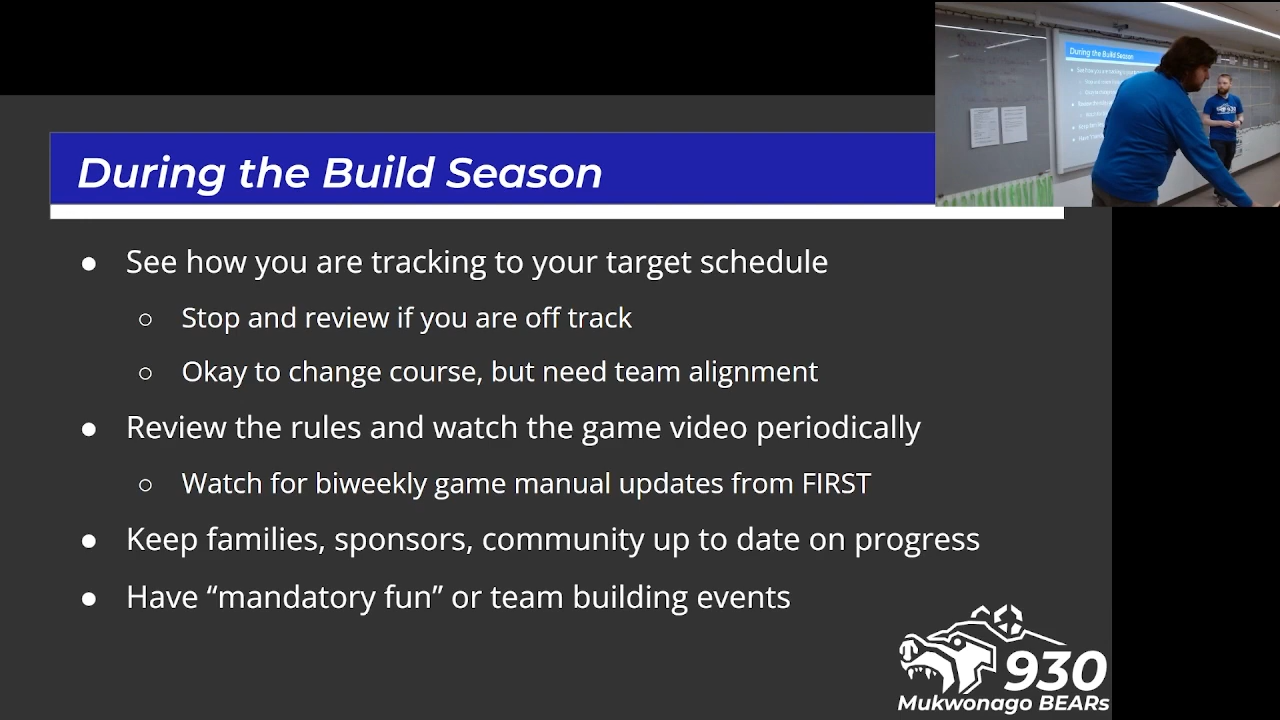 During the Build Season
● See how you are tracking to your target schedule
○ Stop and review if you are off track
○ Okay to change course, but need team alignment
● Review the rules and watch the game video periodically
○ Watch for biweekly game manual updates from FIRST
● Keep families, sponsors, community up to date on progress
● Have “mandatory fun” or team building events
930
Mukwonago BEARs
During the Build Season
930